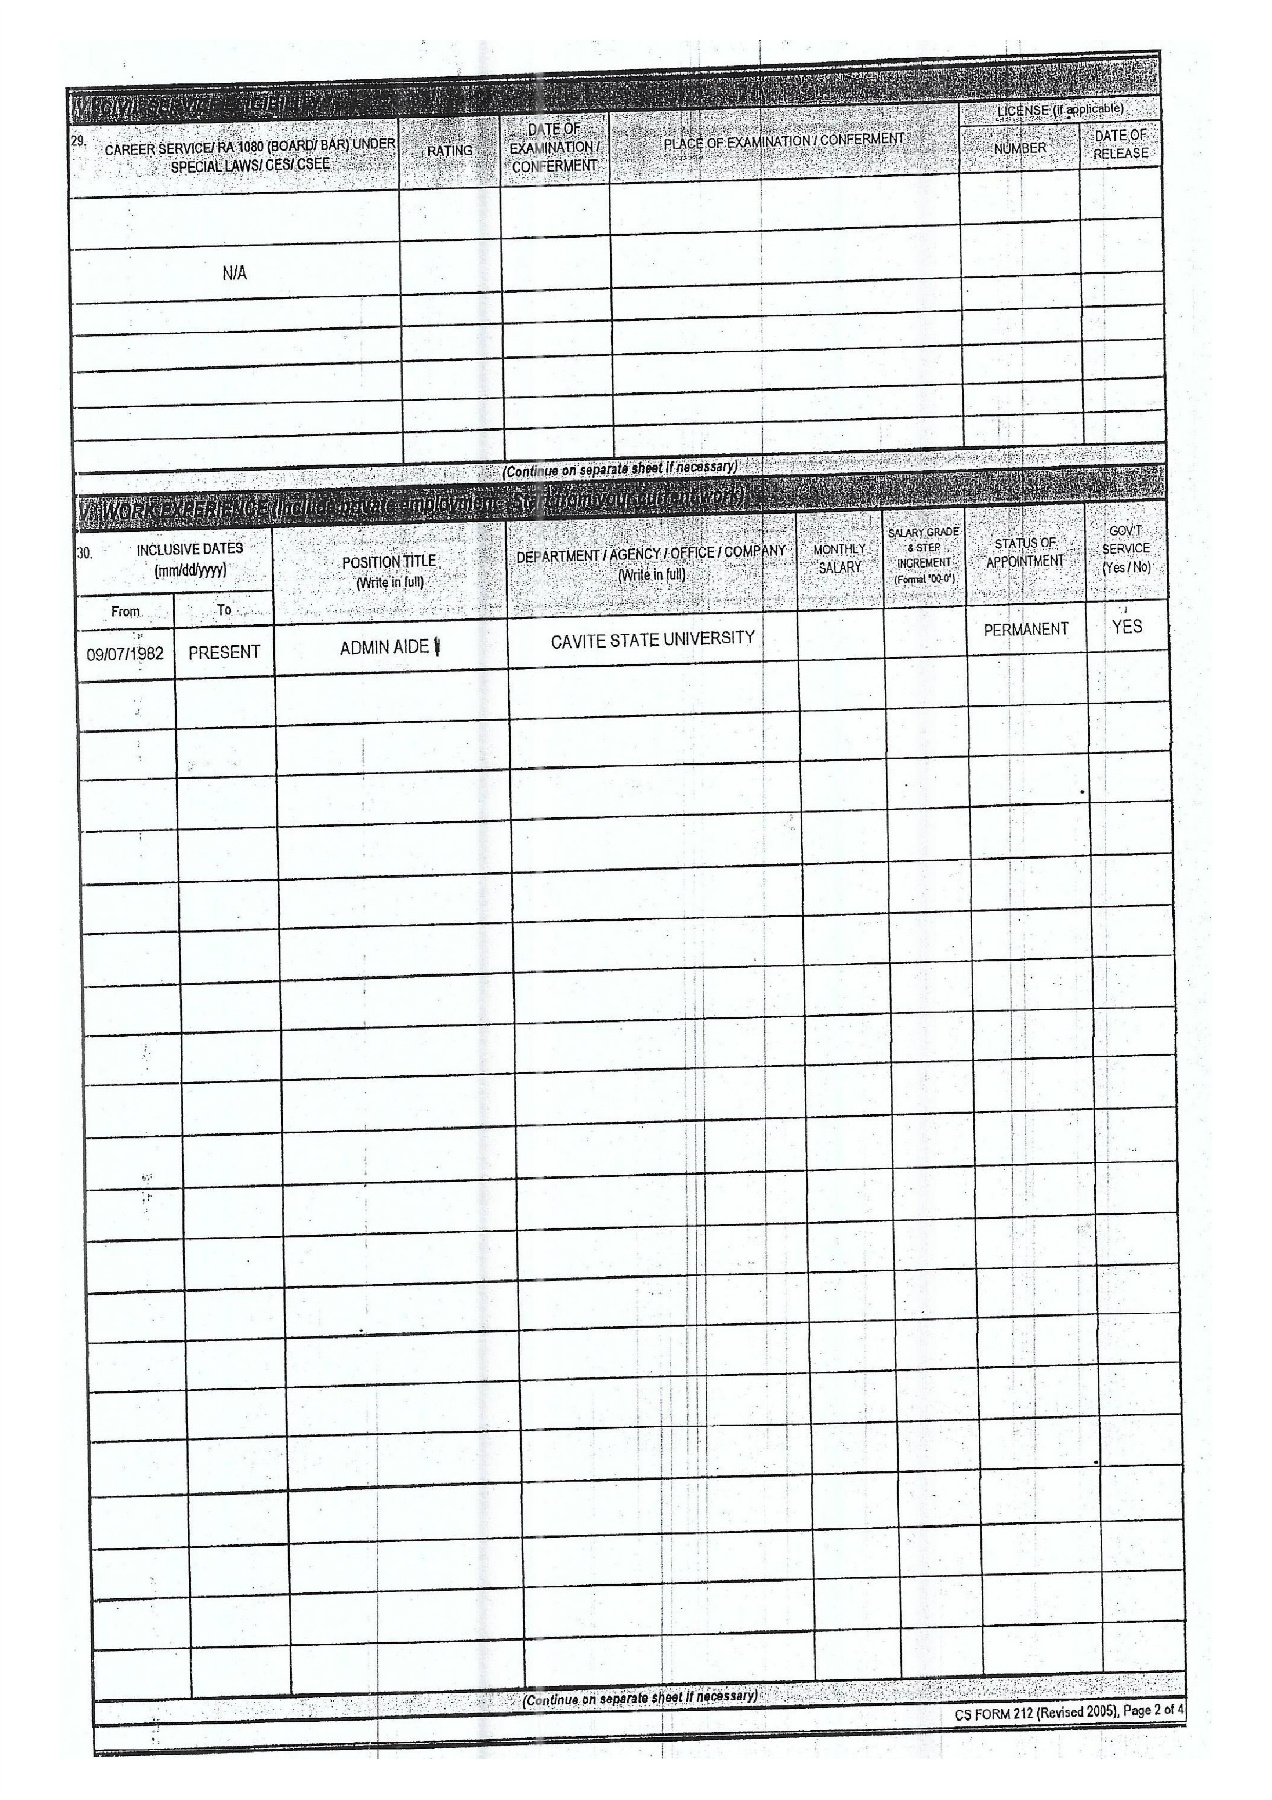 IV. CIVIL SERVICE ELIGIBILITY
29. CAREER SERVICE/ RA 1080 (BOARD/ BAR) UNDER SPECIAL LAWS/ CES/ CSEE
RATING
DATE OF EXAMINATION / CONFERMENT
PLACE OF EXAMINATION / CONFERMENT
LICENSE (if applicable)
NUMBER
DATE OF RELEASE
N/A
(Continue on separate sheet if necessary)
V. WORK EXPERIENCE (Include private employment. Start from your current work)
30. INCLUSIVE DATES (mm/dd/yyyy)
POSITION TITLE (Write in full)
DEPARTMENT / AGENCY / OFFICE / COMPANY (Write in full)
MONTHLY SALARY
SALARY GRADE & STEP INCREMENT (Format "00-0")
STATUS OF APPOINTMENT
GOV'T SERVICE (Yes / No)
From
To
09/07/1982 PRESENT ADMIN AIDE CAVITE STATE UNIVERSITY PERMANENT YES
(Continue on separate sheet if necessary)
CS FORM 212 (Revised 2005), Page 2 of 4